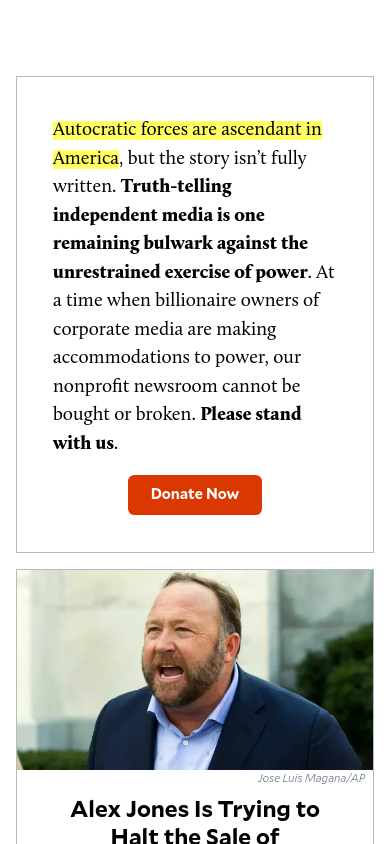 Autocratic forces are ascendant in
America, but the story isn’t fully
written. Truth-telling
independent media is one
remaining bulwark against the
unrestrained exercise of power. At
a time when billionaire owners of
corporate media are making
accommodations to power, our
nonprofit newsroom cannot be
bought or broken. Please stand
with us.
Donate Now
Jose Luis Magana/AP
Alex Jones Is Trying to
Halt the Sale of